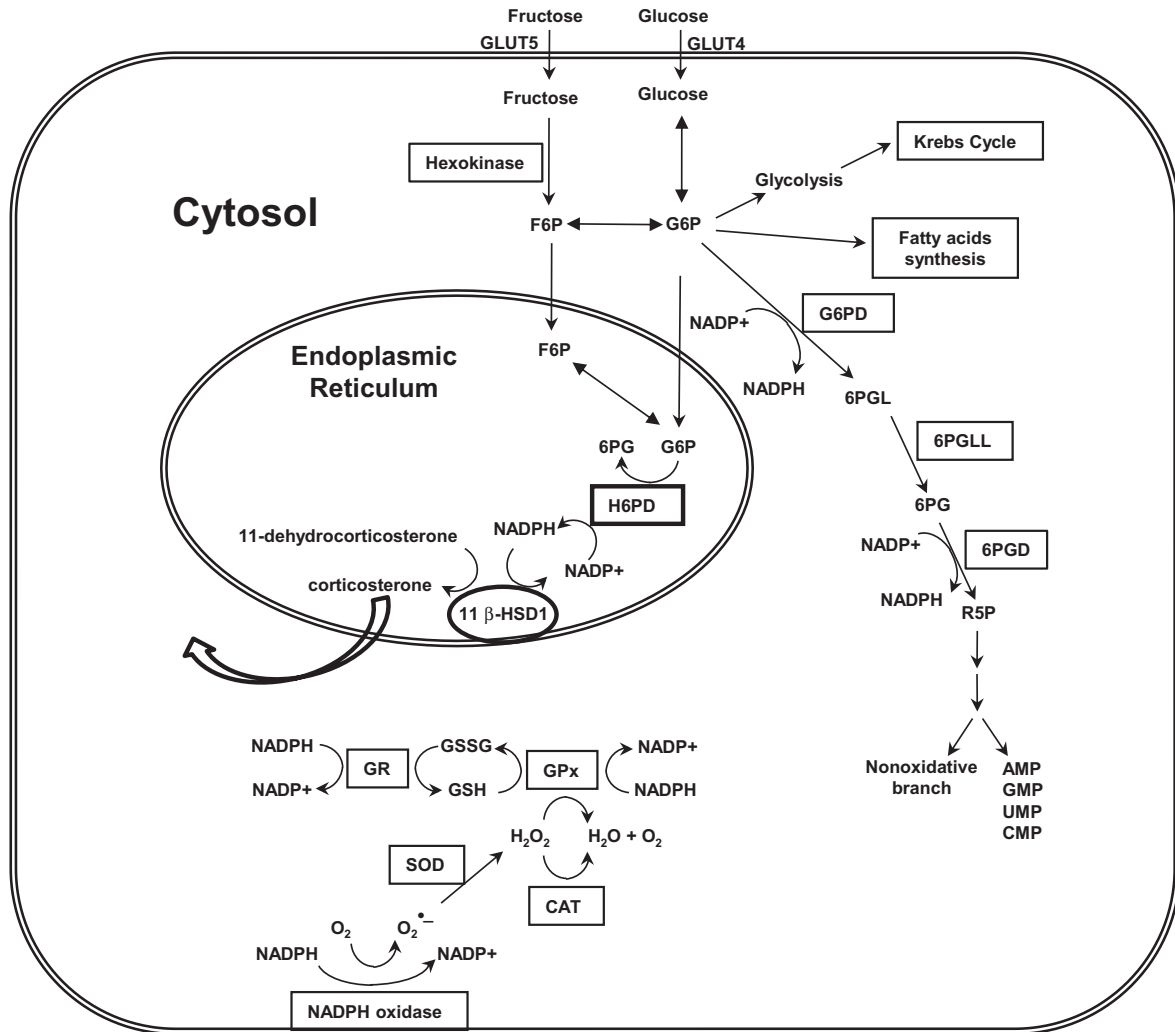 Fructose
Glucose
GLUT5
GLUT4
Fructose
Glucose
Hexokinase
Krebs Cycle
Glycolysis
Cytosol
F6P
G6P
Fatty acids
synthesis
NADP+
G6PD
NADPH
6PGL
Endoplasmic
Reticulum
F6P
6PG
G6P
6PGLL
H6PD
6PG
11-dehydrocorticosterone
NADPH
NADP+
NADP+
6PGD
corticosterone
NADPH
11 β-HSD1
R5P
NADPH
GSSG
NADP+
GR
GPx
NADP+
GSH
NADPH
Nonoxidative
branch
AMP
GMP
UMP
CMP
H2O2
H2O + O2
SOD
CAT
O2
O2•–
NADPH
NADP+
NADPH oxidase